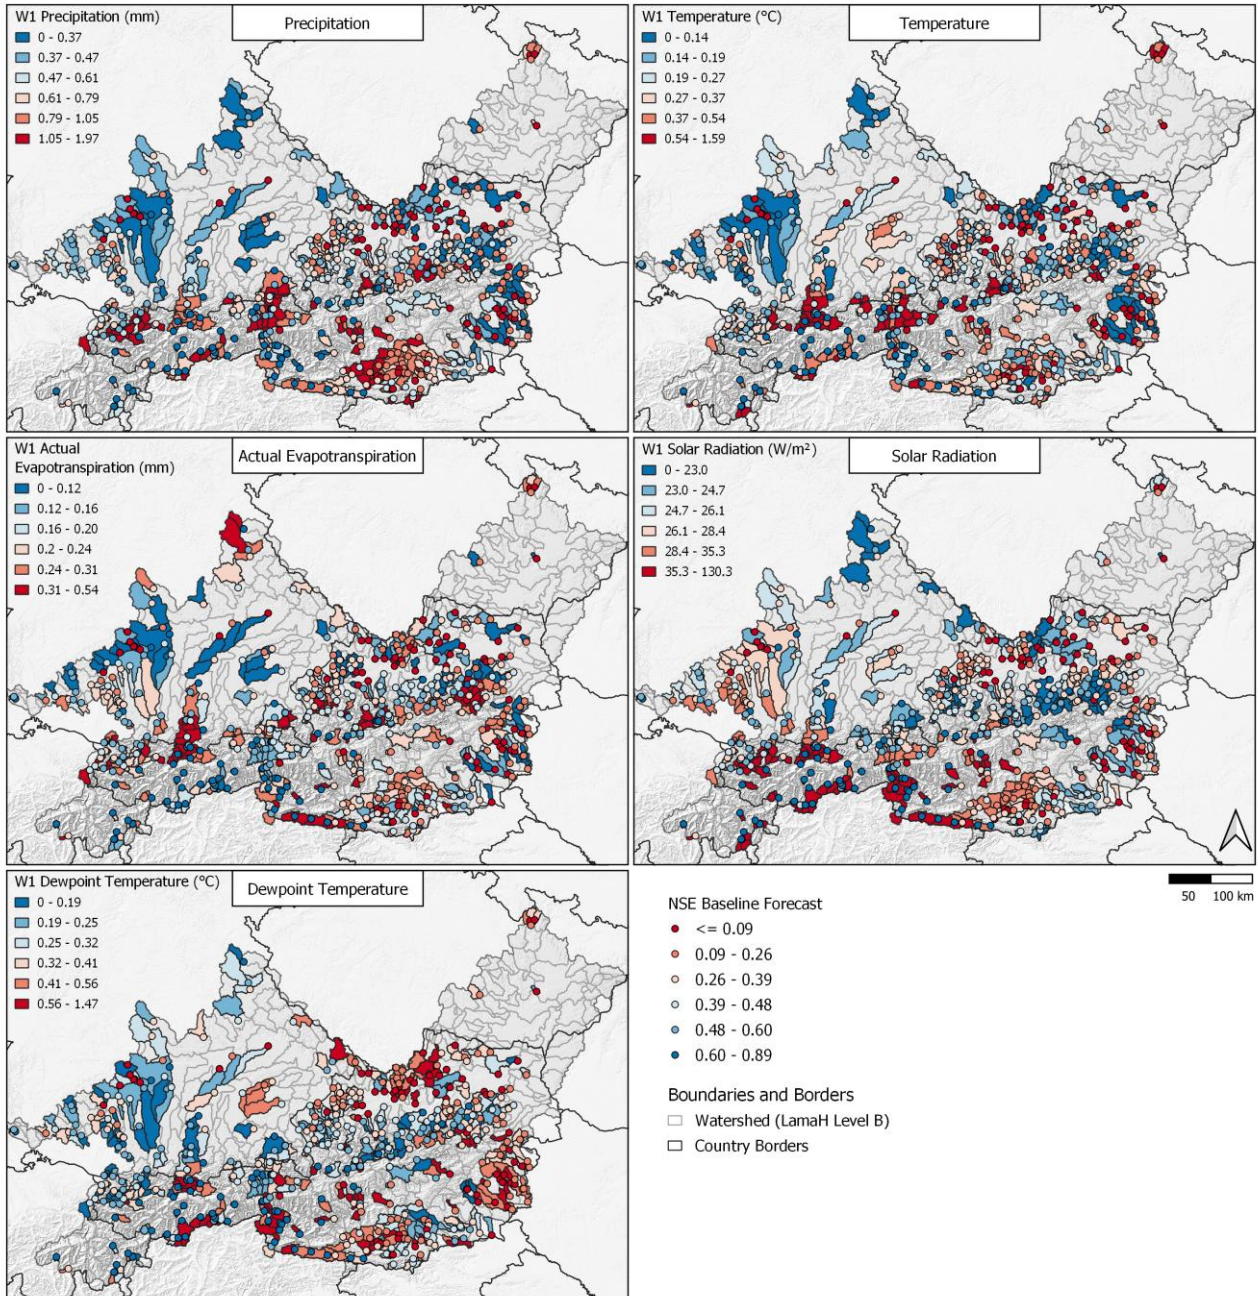 W1 Precipitation (mm)
Precipitation
0 - 0.37
0.37 - 0.47
0.47 - 0.61
0.61 - 0.79
0.79 - 1.05
1.05 - 1.97
W1 Temperature (°C)
Temperature
0 - 0.14
0.14 - 0.19
0.19 - 0.27
0.27 - 0.37
0.37 - 0.54
0.54 - 1.59
W1 Actual
Evapotranspiration (mm)
Actual Evapotranspiration
0 - 0.12
0.12 - 0.16
0.16 - 0.20
0.2 - 0.24
0.24 - 0.31
0.31 - 0.54
W1 Solar Radiation (W/m²)
Solar Radiation
0 - 23.0
23.0 - 24.7
24.7 - 26.1
26.1 - 28.4
28.4 - 35.3
35.3 - 130.3
W1 Dewpoint Temperature (°C)
Dewpoint Temperature
0 - 0.19
0.19 - 0.25
0.25 - 0.32
0.32 - 0.41
0.41 - 0.56
0.56 - 1.47
50 100 km
NSE Baseline Forecast
<= 0.09
0.09 - 0.26
0.26 - 0.39
0.39 - 0.48
0.48 - 0.60
0.60 - 0.89
Boundaries and Borders
Watershed (LamaH Level B)
Country Borders